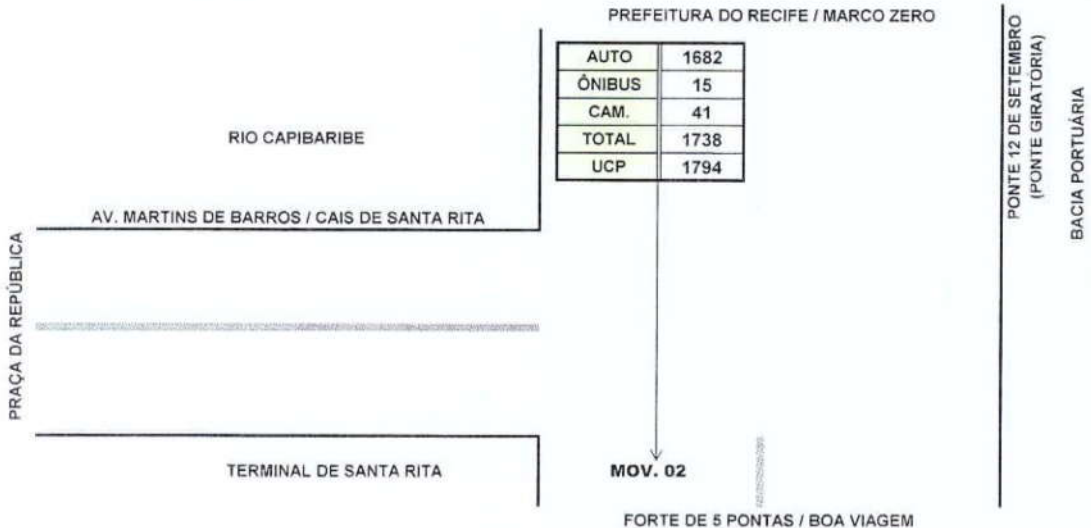 PREFEITURA DO RECIFE / MARCO ZERO
AUTO 1682
ÔNIBUS 15
CAM. 41
TOTAL 1738
UCP 1794
RIO CAPIBARIBE
AV. MARTINS DE BARROS / CAIS DE SANTA RITA
PRAÇA DA REPÚBLICA
PONTE 12 DE SETEMBRO
(PONTE GIRATÓRIA)
BACIA PORTUÁRIA
TERMINAL DE SANTA RITA
MOV. 02
FORTE DE 5 PONTAS / BOA VIAGEM